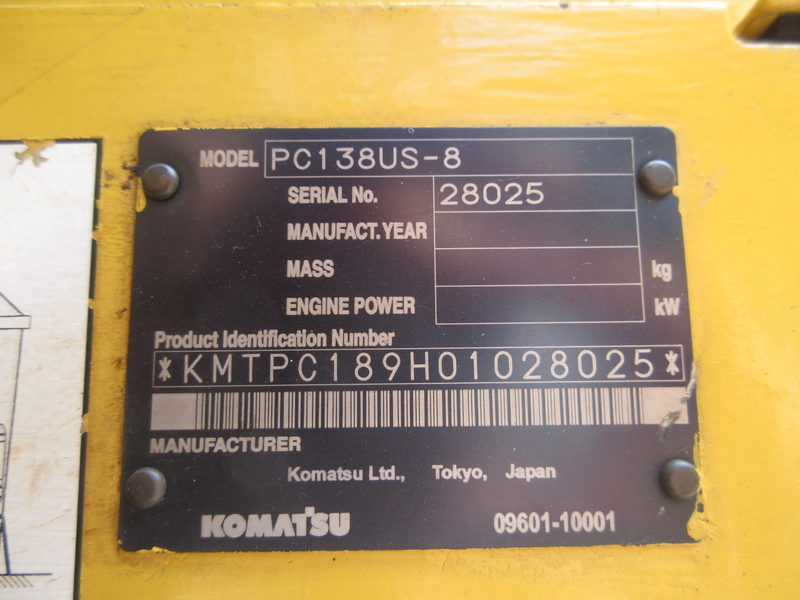 MODEL PC138US-8
SERIAL No. 28025
MANUFACT. YEAR
MASS kg
ENGINE POWER kW
Product Identification Number
*KMTPC189H01028025*
MANUFACTURER
Komatsu Ltd., Tokyo, Japan
KOMATSU 09601-10001